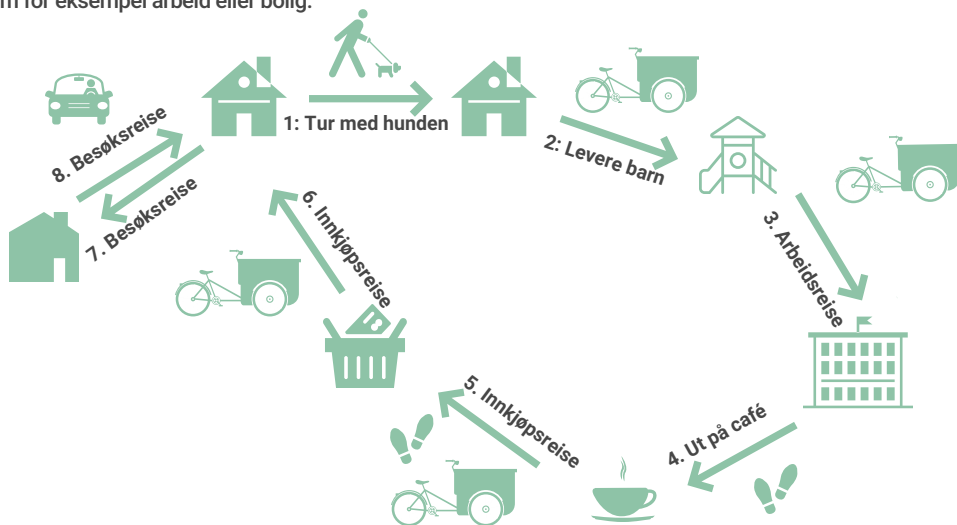 for eksempel arbeid eller bolig.
1: Tur med hunden
2: Levere barn
3. Arbeidsreise
4. Ut på café
5. Innkjøpsreise
6. Innkjøpsreise
7. Besøksreise
8. Besøksreise